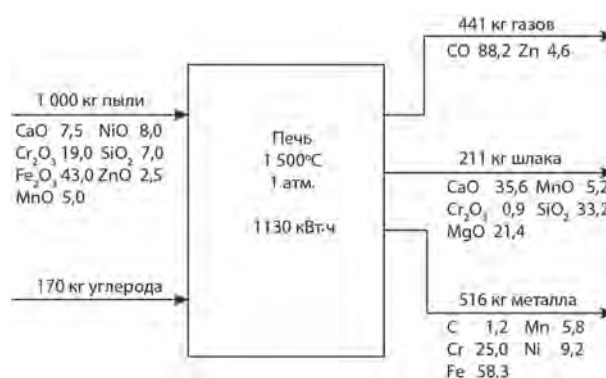 441 кг газов
CO 88,2 Zn 4,6
1 000 кг пыли
CaO 7,5 NiO 8,0
Cr₂O₃ 19,0 SiO₂ 7,0
Fe₂O₃ 43,0 ZnO 2,5
MnO 5,0
Печь
1 500°C
1 атм.
1130 кВт·ч
211 кг шлака
CaO 35,6 MnO 5,2
Cr₂O₃ 0,9 SiO₂ 33,2
MgO 21,4
170 кг углерода
516 кг металла
C 1,2 Mn 5,8
Cr 25,0 Ni 9,2
Fe 58,3